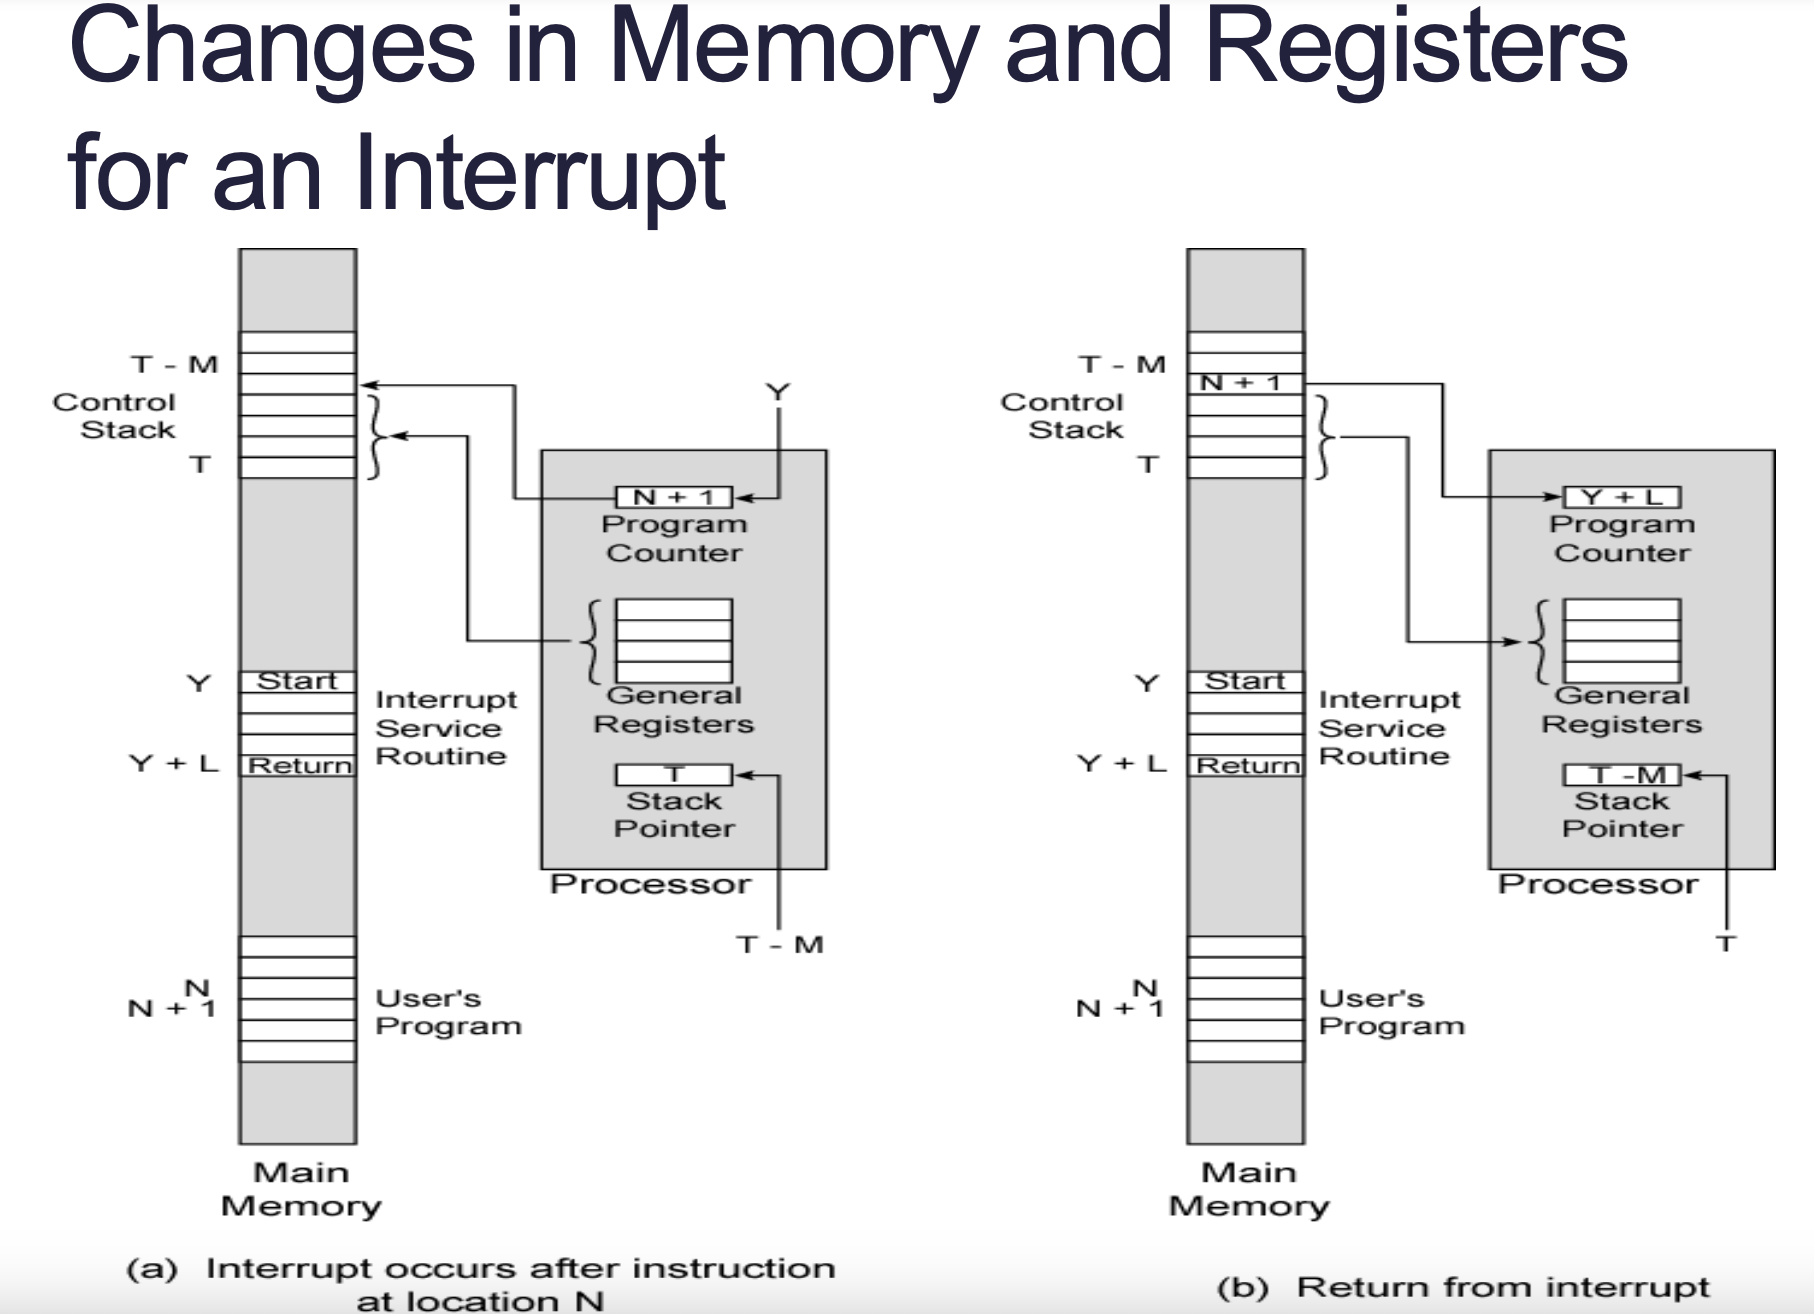 Changes in Memory and Registers
for an Interrupt
T - M
Control
Stack
T
Y
N + 1
Program
Counter
Y
Start
Interrupt
Service
Routine
General
Registers
Y + L
Return
T
Stack
Pointer
Processor
T - M
N
N + 1
User's
Program
Main
Memory
(a) Interrupt occurs after instruction
at location N
T - M
N + 1
Control
Stack
T
Y + L
Program
Counter
Y
Start
Interrupt
Service
Routine
General
Registers
Y + L
Return
T -M
Stack
Pointer
Processor
T
N
N + 1
User's
Program
Main
Memory
(b) Return from interrupt